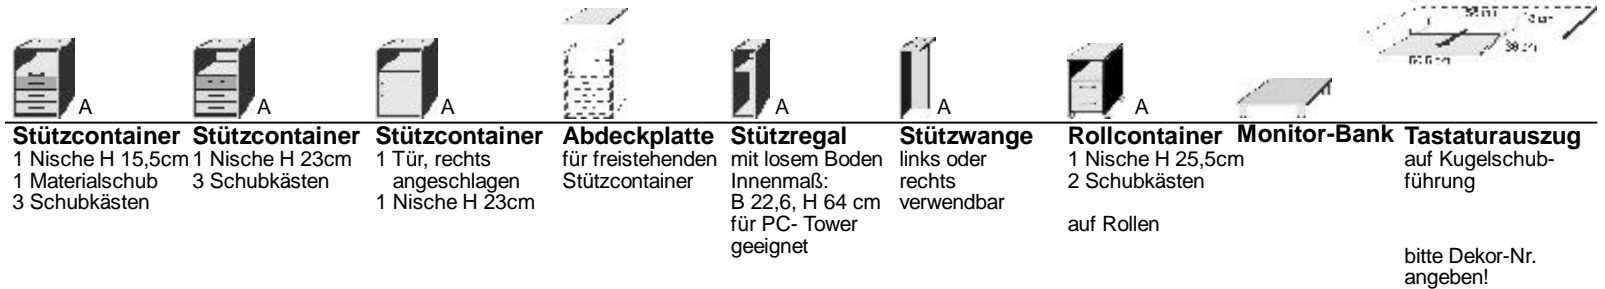 A
A
A
A
A
A
Stützcontainer
1 Nische H 15,5cm
1 Materialschub
3 Schubkästen
Stützcontainer
1 Nische H 23cm
3 Schubkästen
Stützcontainer
1 Tür, rechts
angeschlagen
1 Nische H 23cm
Abdeckplatte
für freistehenden
Stützcontainer
Stützregal
mit losem Boden
Innenmaß:
B 22,6, H 64 cm
für PC- Tower
geeignet
Stützwange
links oder
rechts
verwendbar
Rollcontainer
1 Nische H 25,5cm
2 Schubkästen
auf Rollen
Monitor-Bank
Tastaturauszug
auf Kugelschub-
führung
bitte Dekor-Nr.
angeben!